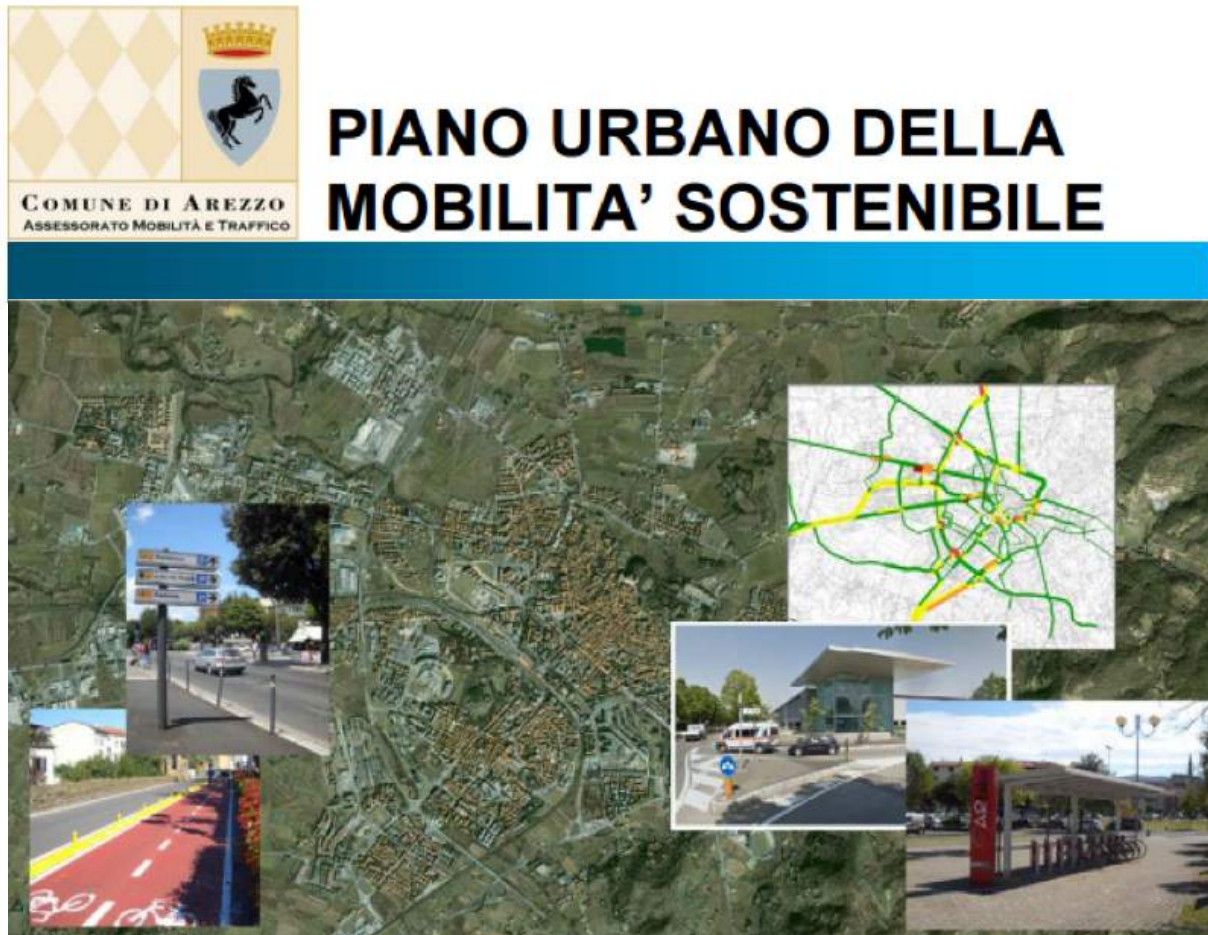 COMUNE DI AREZZO
ASSESSORATO MOBILITÀ E TRAFFICO
PIANO URBANO DELLA
MOBILITA’ SOSTENIBILE